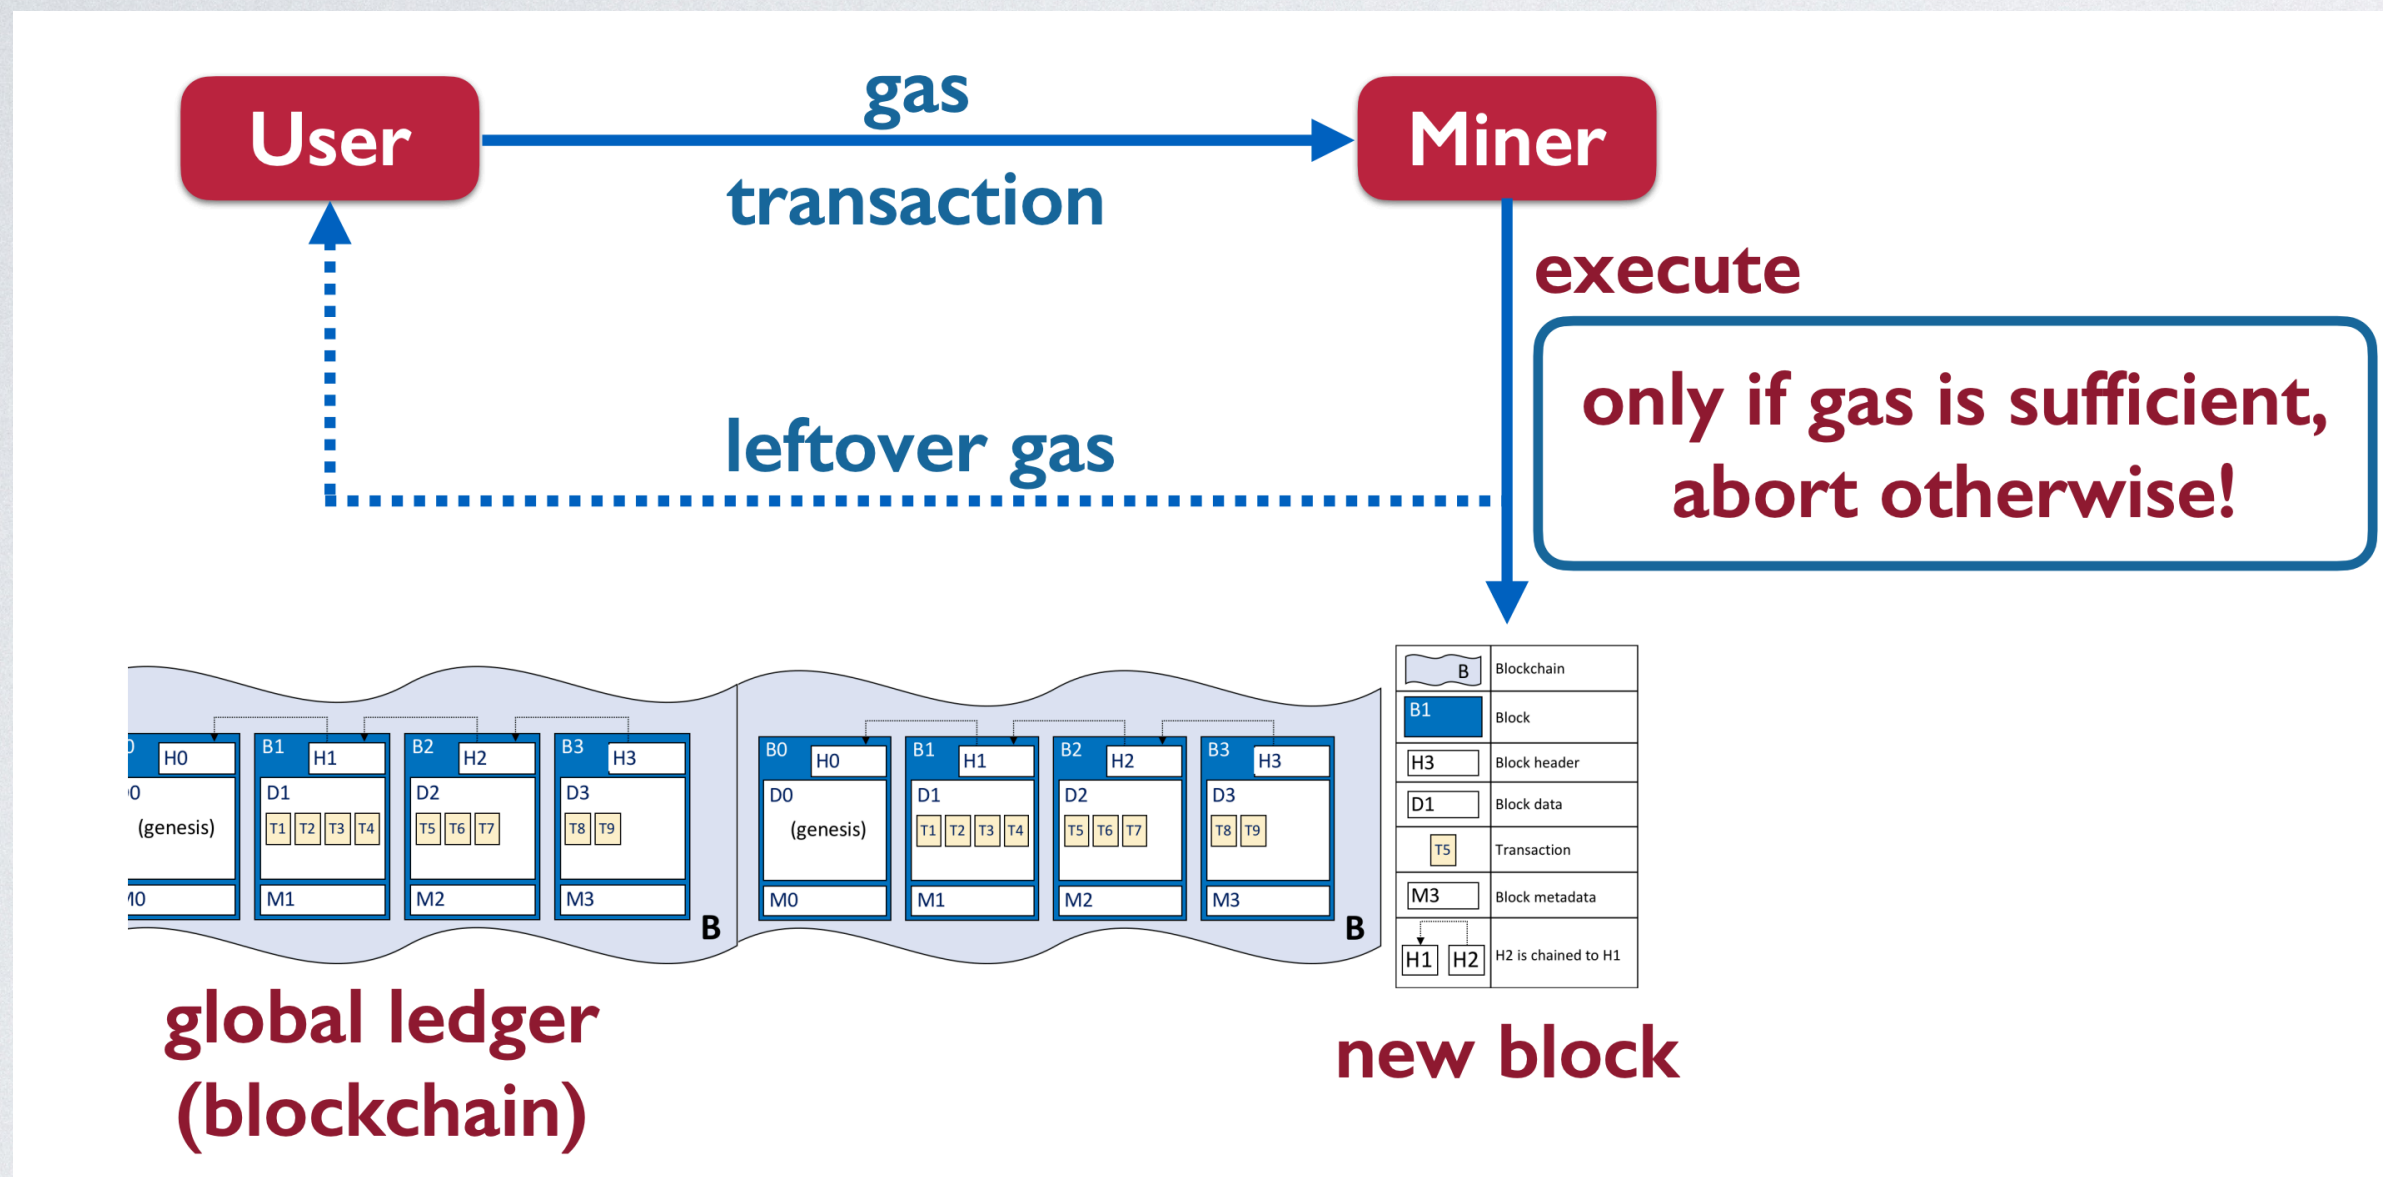 User
gas
Miner
transaction
execute
only if gas is sufficient,
abort otherwise!
leftover gas
H0
B1 H1
B2 H2
B3 H3
(genesis)
D1
T1 T2 T3 T4
D2
T5 T6 T7
D3
T8 T9
M1
M2
M3
B
B0 H0
B1 H1
B2 H2
B3 H3
D0
(genesis)
D1
T1 T2 T3 T4
D2
T5 T6 T7
D3
T8 T9
M0
M1
M2
M3
B
B Blockchain
B1 Block
H3 Block header
D1 Block data
T5 Transaction
M3 Block metadata
H1 H2 H2 is chained to H1
global ledger
(blockchain)
new block